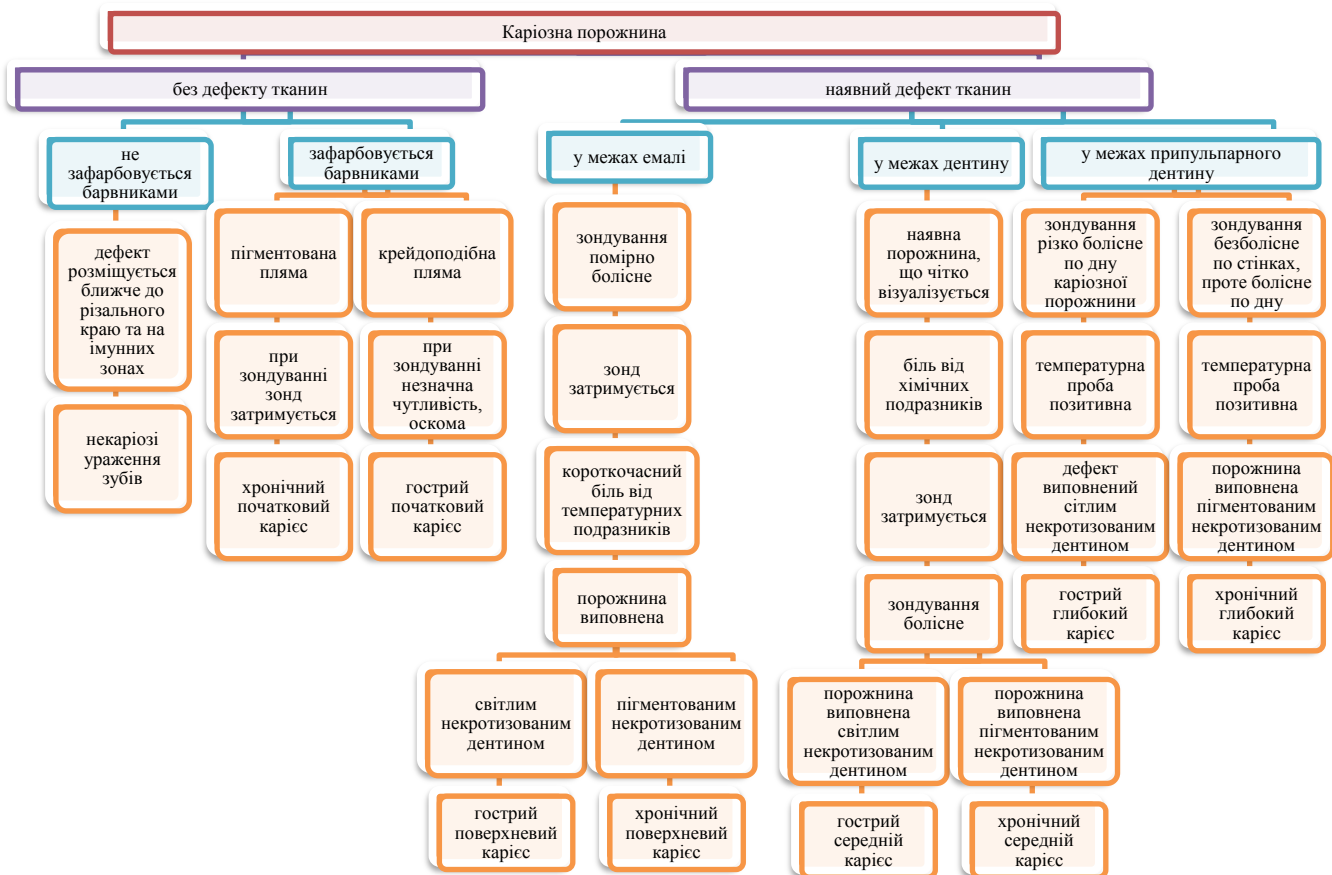 Каріозна порожнина
без дефекту тканин
наявний дефект тканин
не
зафарбовується
барвниками
зафарбовується
барвниками
у межах емалі
у межах дентину
у межах припульпарного
дентину
дефект
розміщується
ближче до
різального
краю та на
імунних
зонах
некаріозі
ураження
зубів
пігментована
пляма
при
зондуванні
зонд
затримується
хронічний
початковий
карієс
крейдоподібна
пляма
при
зондуванні
незначна
чутливість,
оскома
гострий
початковий
карієс
зондування
помірно
болісне
зонд
затримується
короткочасний
біль від
температурних
подразників
порожнина
виповнена
світлим
некротизованим
дентином
гострий
поверхневий
карієс
пігментованим
некротизованим
дентином
хронічний
поверхневий
карієс
наявна
порожнина,
що чітко
візуалізується
біль від
хімічних
подразників
зонд
затримується
зондування
болісне
порожнина
виповнена
світлим
некротизованим
дентином
гострий
середній
карієс
порожнина
виповнена
пігментованим
некротизованим
дентином
хронічний
середній
карієс
зондування
різко болісне
по дну
каріозної
порожнини
температурна
проба
позитивна
дефект
виповнений
сітлим
некротизованим
дентином
гострий
глибокий
карієс
зондування
безболісне
по стінках,
проте болісне
по дну
температурна
проба
позитивна
порожнина
виповнена
пігментованим
некротизованим
дентином
хронічний
глибокий
карієс